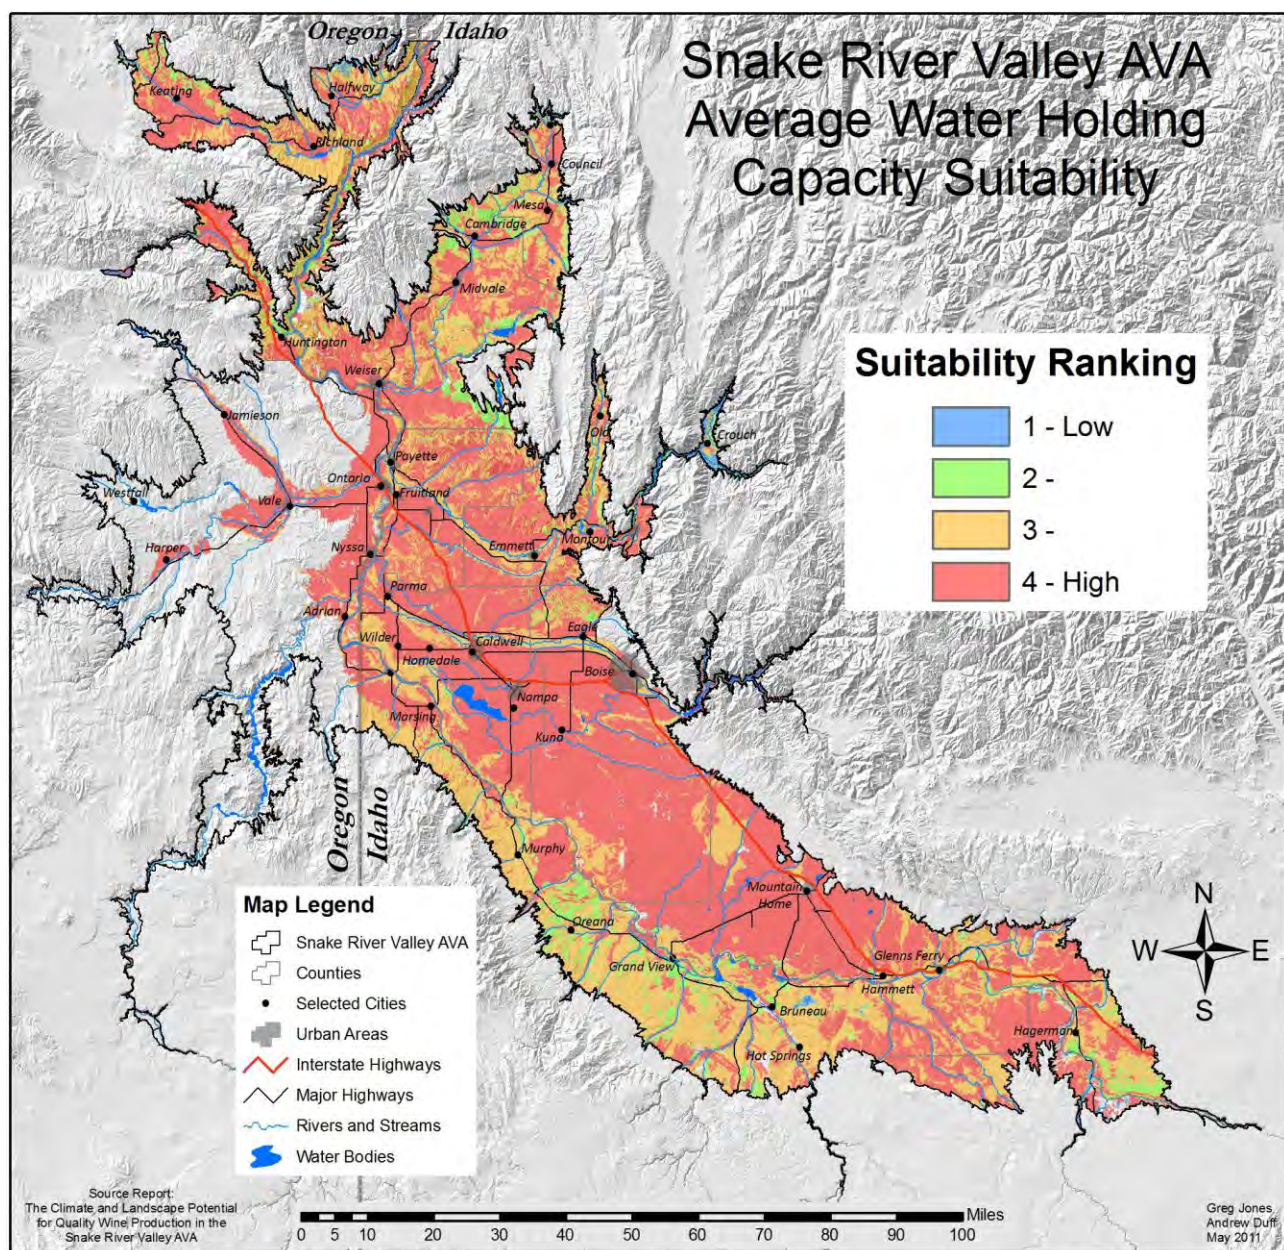 Oregon Idaho
Snake River Valley AVA
Average Water Holding
Capacity Suitability
Keating
Halfway
Richland
Council
Mesa
Cambridge
Midvale
Huntington
Weiser
Suitability Ranking
1 - Low
2 -
3 -
4 - High
Jamieson
Ola
Crouch
Payette
Ontario
Fruitland
Westfall
Vale
Harper
Nyssa
Emmett
Montour
Parma
Adrian
Wilder
Homedale
Caldwell
Eagle
Boise
Marsing
Nampa
Kuna
Oregon
Idaho
Murphy
Mountain
Home
Oreana
Grand View
Glenns Ferry
Hammett
Bruneau
Hot Springs
Hagerman
N
W E
S
Map Legend
Snake River Valley AVA
Counties
Selected Cities
Urban Areas
Interstate Highways
Major Highways
Rivers and Streams
Water Bodies
Source Report:
The Climate and Landscape Potential
for Quality Wine Production in the
Snake River Valley AVA
Miles
0 5 10 20 30 40 50 60 70 80 90 100
Greg Jones
Andrew Duff
May 2011